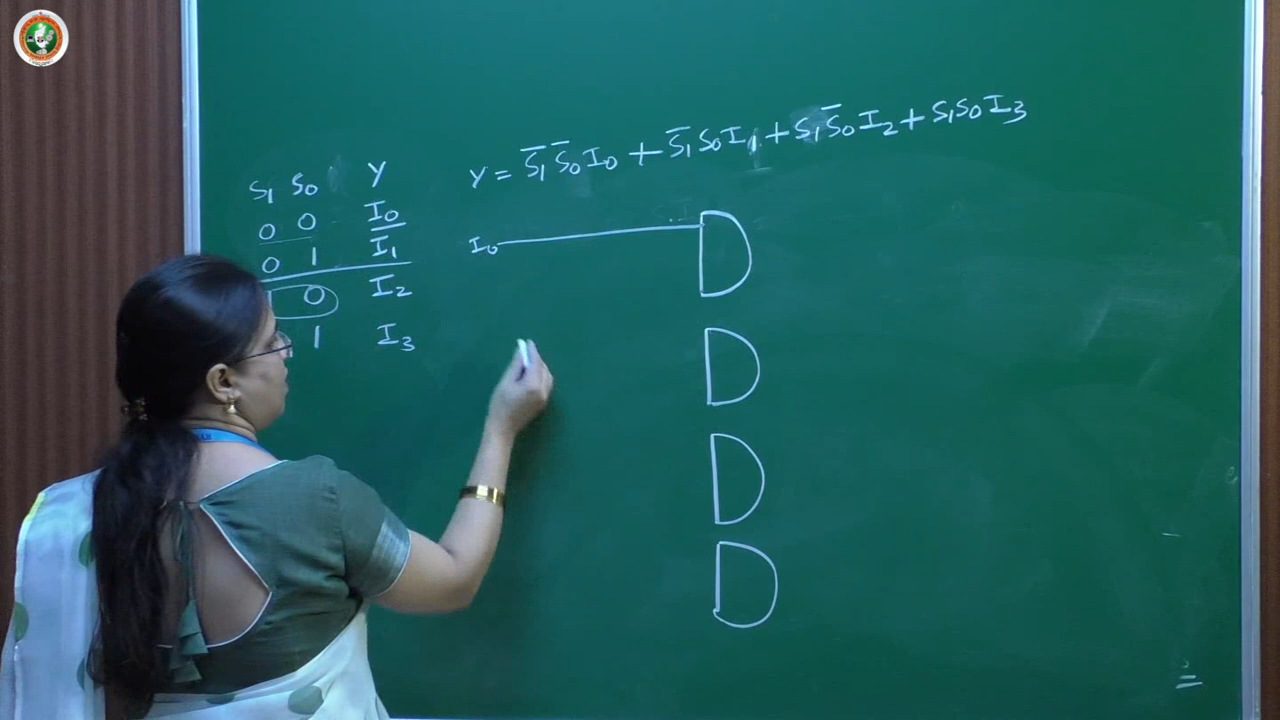 Y = S̅₁ S̅₀ I₀ + S̅₁ S₀ I₁ + S₁ S̅₀ I₂ + S₁ S₀ I₃
S₁ S₀ Y
0 0 I₀
0 1 I₁
0 I₂
1 I₃
I₀